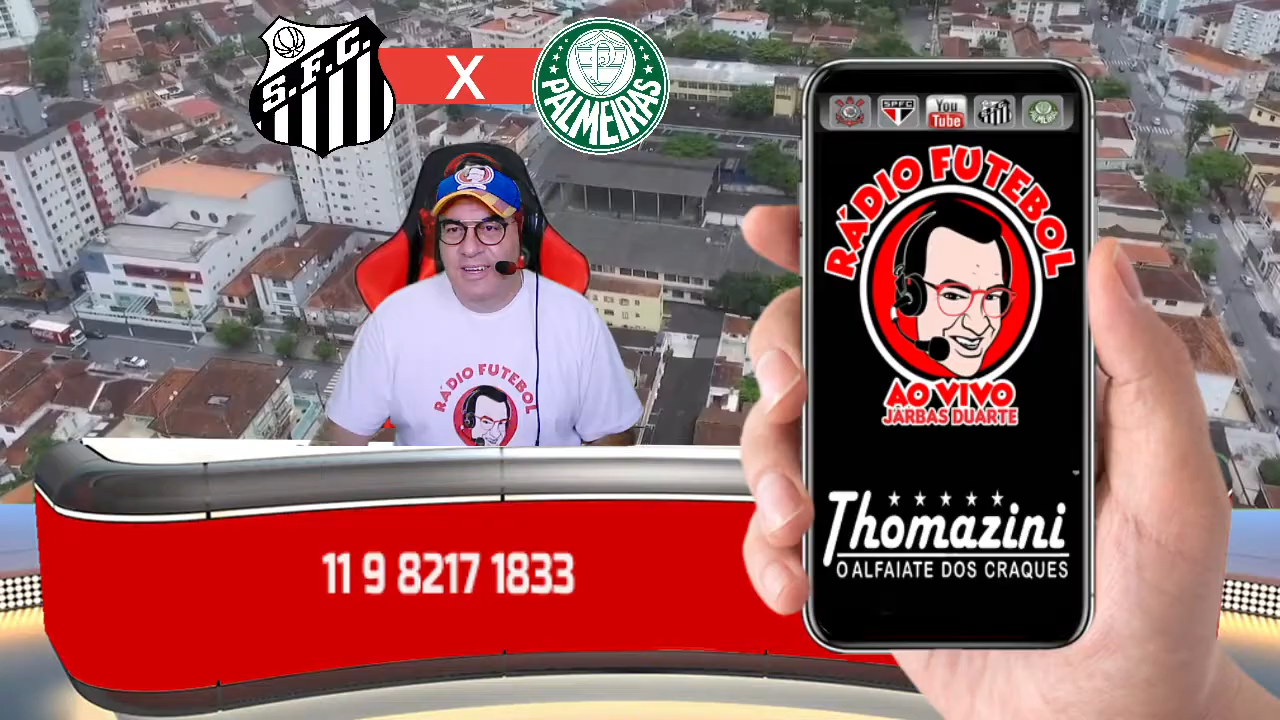 S.F.C.
X
PALMEIRAS
SPFC
You
Tube
RÁDIO FUTEBOL
AO VIVO
JARBAS DUARTE
RÁDIO FUTEBOL
Thomazini
O ALFAIATE DOS CRAQUES
11 9 8217 1833